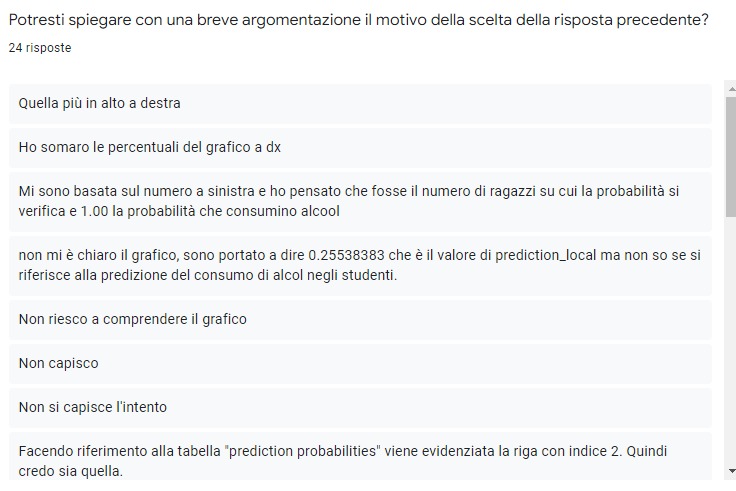 Potresti spiegare con una breve argomentazione il motivo della scelta della risposta precedente?
24 risposte
Quella più in alto a destra
Ho somaro le percentuali del grafico a dx
Mi sono basata sul numero a sinistra e ho pensato che fosse il numero di ragazzi su cui la probabilità si
verifica e 1.00 la probabilità che consumino alcool
non mi è chiaro il grafico, sono portato a dire 0.25538383 che è il valore di prediction_local ma non so se si
riferisce alla predizione del consumo di alcol negli studenti.
Non riesco a comprendere il grafico
Non capisco
Non si capisce l'intento
Facendo riferimento alla tabella "prediction probabilities" viene evidenziata la riga con indice 2. Quindi
credo sia quella.